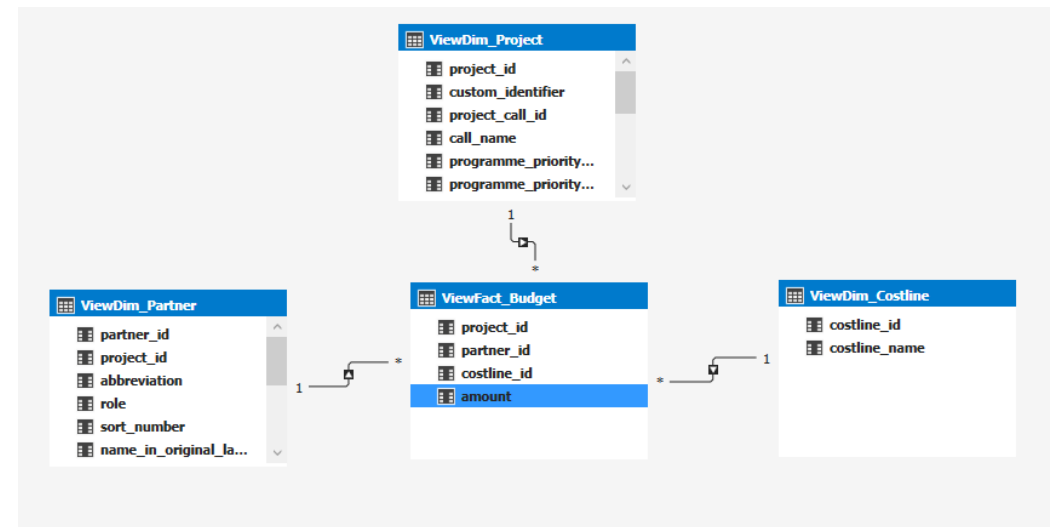 ViewDim_Project
project_id
custom_identifier
project_call_id
call_name
programme_priority...
programme_priority...
1
*
ViewDim_Partner
partner_id
project_id
abbreviation
role
sort_number
name_in_original_la...
1
*
ViewFact_Budget
project_id
partner_id
costline_id
amount
*
1
ViewDim_Costline
costline_id
costline_name